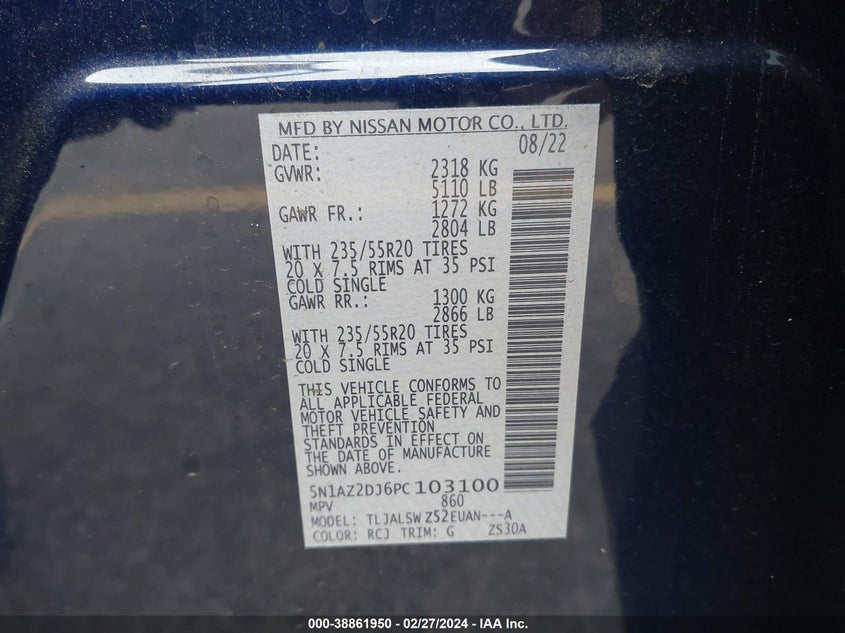 MFD BY NISSAN MOTOR CO., LTD.
DATE: 08/22
GVWR: 2318 KG
5110 LB
GAWR FR.: 1272 KG
2804 LB
WITH 235/55R20 TIRES
20 X 7.5 RIMS AT 35 PSI
COLD SINGLE
GAWR RR.: 1300 KG
2866 LB
WITH 235/55R20 TIRES
20 X 7.5 RIMS AT 35 PSI
COLD SINGLE
THIS VEHICLE CONFORMS TO
ALL APPLICABLE FEDERAL
MOTOR VEHICLE SAFETY AND
THEFT PREVENTION
STANDARDS IN EFFECT ON
THE DATE OF MANUFACTURE
SHOWN ABOVE.
5N1AZ2DJ6PC103100
MPV 860
MODEL: TLJALSWZ52EUAN---A
COLOR: RCJ TRIM: G ZS30A
000-38861950 - 02/27/2024 - IAA Inc.